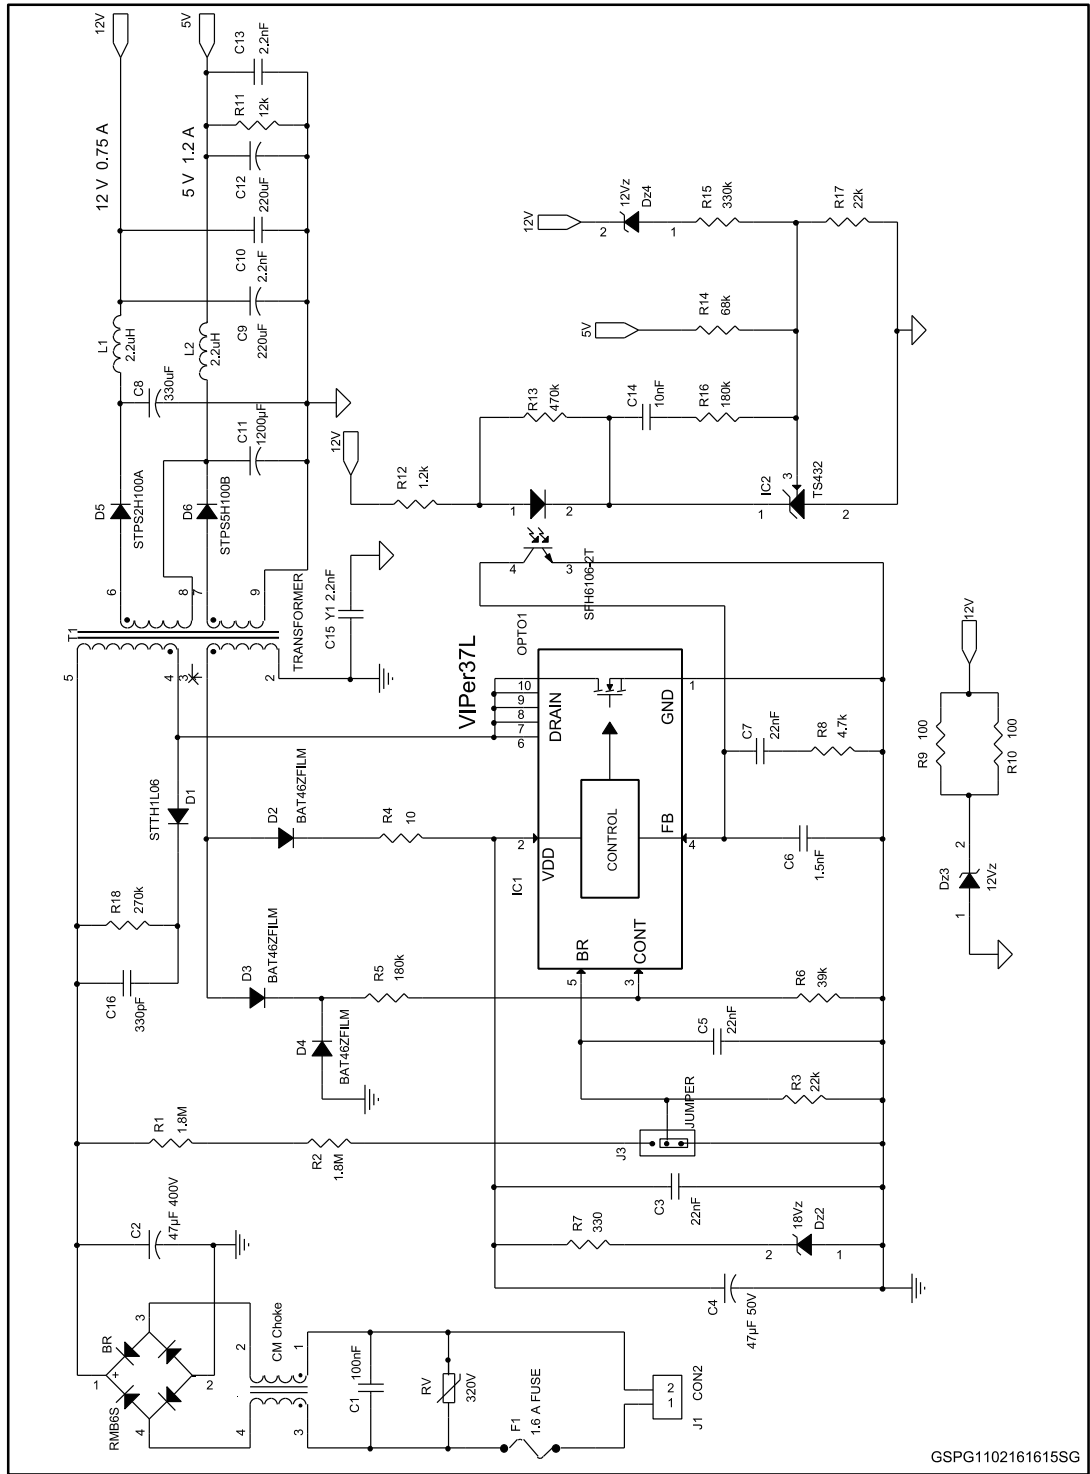 12V
5V
C13
2.2nF
R11
12k
12 V 0.75 A
5 V 1.2 A
C12
220uF
C10
2.2nF
C9
220uF
L1
2.2uH
L2
2.2uH
C8
330uF
C11
1200µF
D5
STPS2H100A
D6
STPS5H100B
6
8
7
9
T1
TRANSFORMER
5
4
3
2
C15 Y1 2.2nF
12V
R12
1.2k
R13
470k
C14
10nF
R16
180k
5V
R14
68k
12V
2
12Vz
Dz4
1
R15
330k
R17
22k
IC2
1
3
TS432
2
1
2
4
3
SFH6106-2T
OPTO1
VIPer37L
10
9
8
7
6
DRAIN
GND
1
IC1
2
VDD
CONTROL
FB
4
BR
5
CONT
3
STTH1L06
D1
R18
270k
C16
330pF
D2
BAT46ZFILM
R4
10
D3
BAT46ZFILM
R5
180k
D4
BAT46ZFILM
R1
1.8M
R2
1.8M
C7
22nF
R8
4.7k
C6
1.5nF
R6
39k
C5
22nF
JUMPER
J3
R3
22k
C3
22nF
R7
330
18Vz
Dz2
2
1
C4
47µF 50V
C2
47µF 400V
BR
RMB6S
1
+
2
3
4
CM Choke
2
1
4
3
C1
100nF
RV
320V
F1
1.6 A FUSE
2
1
J1 CON2
12V
R9 100
R10 100
Dz3
2
1
12Vz
GSPG1102161615SG